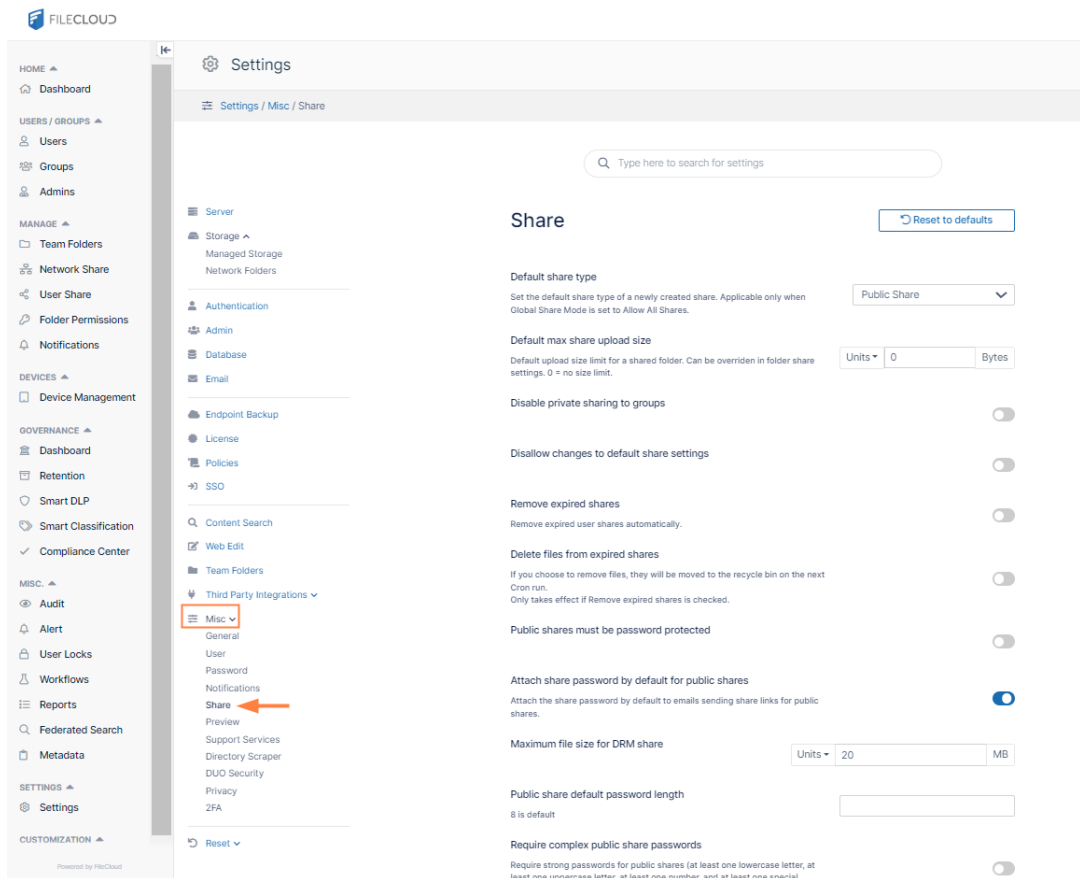 FILECLOUD
HOME
Dashboard
USERS / GROUPS
Users
Groups
Admins
MANAGE
Team Folders
Network Share
User Share
Folder Permissions
Notifications
DEVICES
Device Management
GOVERNANCE
Dashboard
Retention
Smart DLP
Smart Classification
Compliance Center
MISC.
Audit
Alert
User Locks
Workflows
Reports
Federated Search
Metadata
SETTINGS
Settings
CUSTOMIZATION
Powered by FileCloud
Settings
Settings / Misc / Share
Type here to search for settings
Server
Storage
Managed Storage
Network Folders
Authentication
Admin
Database
Email
Endpoint Backup
License
Policies
SSO
Content Search
Web Edit
Team Folders
Third Party Integrations
Misc
General
User
Password
Notifications
Share
Preview
Support Services
Directory Scraper
DUO Security
Privacy
2FA
Reset
Share
Reset to defaults
Default share type
Set the default share type of a newly created share. Applicable only when
Global Share Mode is set to Allow All Shares.
Public Share
Default max share upload size
Default upload size limit for a shared folder. Can be overriden in folder share
settings. 0 = no size limit.
Units 0 Bytes
Disable private sharing to groups
Disallow changes to default share settings
Remove expired shares
Remove expired user shares automatically.
Delete files from expired shares
If you choose to remove files, they will be moved to the recycle bin on the next
Cron run.
Only takes effect if Remove expired shares is checked.
Public shares must be password protected
Attach share password by default for public shares
Attach the share password by default to emails sending share links for public
shares.
Maximum file size for DRM share
Units 20 MB
Public share default password length
8 is default
Require complex public share passwords
Require strong passwords for public shares (at least one lowercase letter, at
least one uppercase letter, at least one number, and at least one special